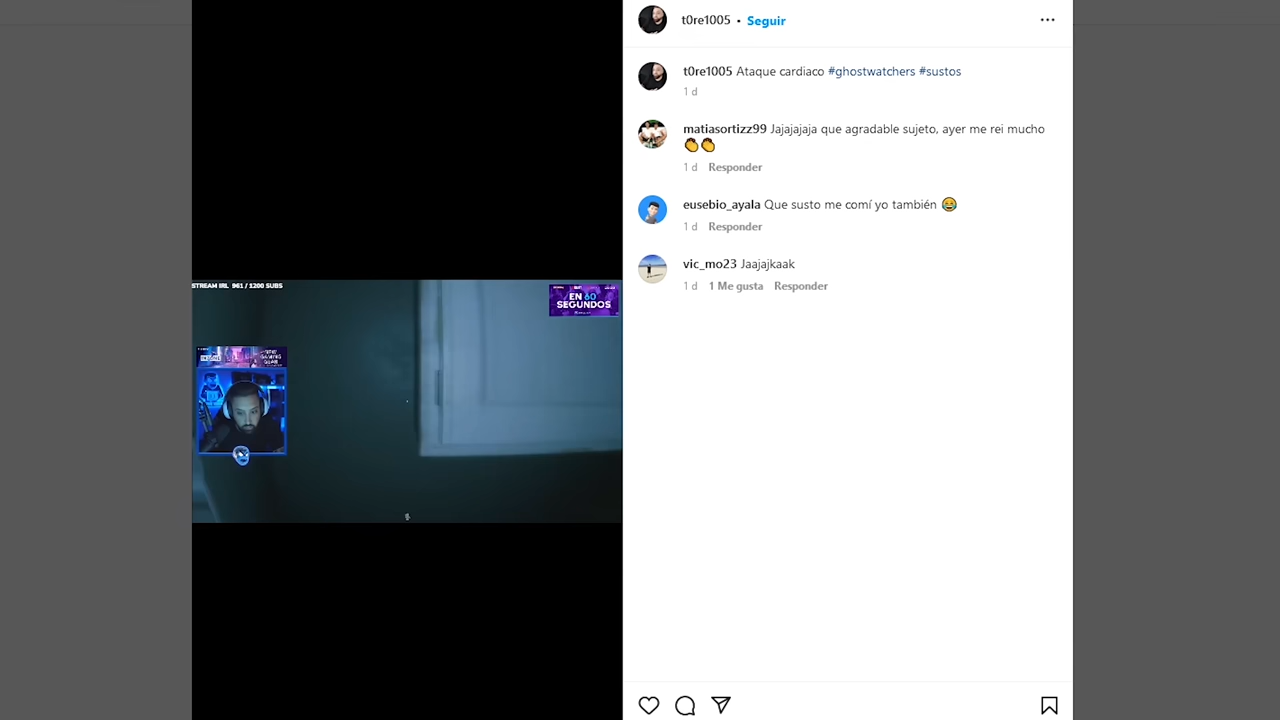 t0re1005 • Seguir
t0re1005 Ataque cardiaco #ghostwatchers #sustos
1 d
matiasortizz99 Jajajajaja que agradable sujeto, ayer me rei mucho
👏👏
1 d Responder
eusebio_ayala Que susto me comí yo también 😂
1 d Responder
vic_mo23 Jaajajkaak
1 d 1 Me gusta Responder
STREAM IRL 961 / 1200 SUBS
EN 60
SEGUNDOS